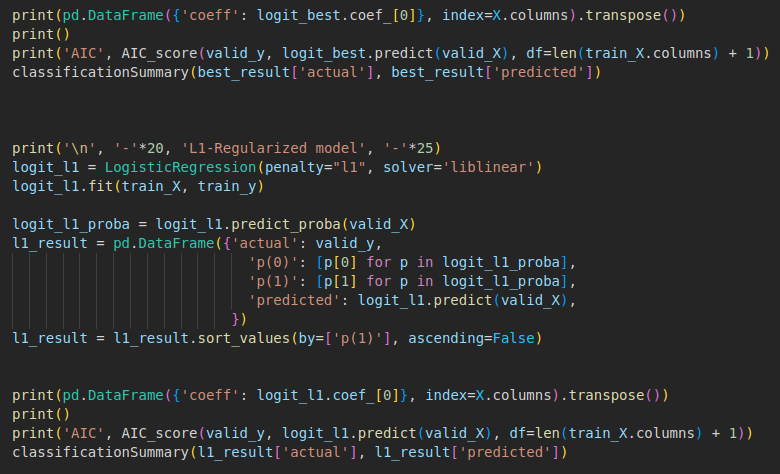 print(pd.DataFrame({'coeff': logit_best.coef_[0]}, index=X.columns).transpose())
print()
print('AIC', AIC_score(valid_y, logit_best.predict(valid_X), df=len(train_X.columns) + 1))
classificationSummary(best_result['actual'], best_result['predicted'])
print('\n', '-'*20, 'L1-Regularized model', '-'*25)
logit_l1 = LogisticRegression(penalty="l1", solver='liblinear')
logit_l1.fit(train_X, train_y)
logit_l1_proba = logit_l1.predict_proba(valid_X)
l1_result = pd.DataFrame({'actual': valid_y,
'p(0)': [p[0] for p in logit_l1_proba],
'p(1)': [p[1] for p in logit_l1_proba],
'predicted': logit_l1.predict(valid_X),
})
l1_result = l1_result.sort_values(by=['p(1)'], ascending=False)
print(pd.DataFrame({'coeff': logit_l1.coef_[0]}, index=X.columns).transpose())
print()
print('AIC', AIC_score(valid_y, logit_l1.predict(valid_X), df=len(train_X.columns) + 1))
classificationSummary(l1_result['actual'], l1_result['predicted'])